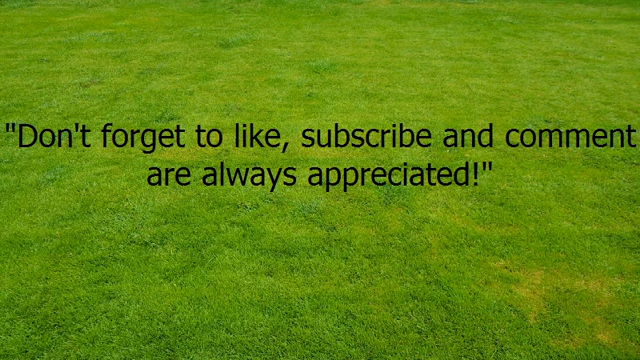 "Don't forget to like, subscribe and comment
are always appreciated!"